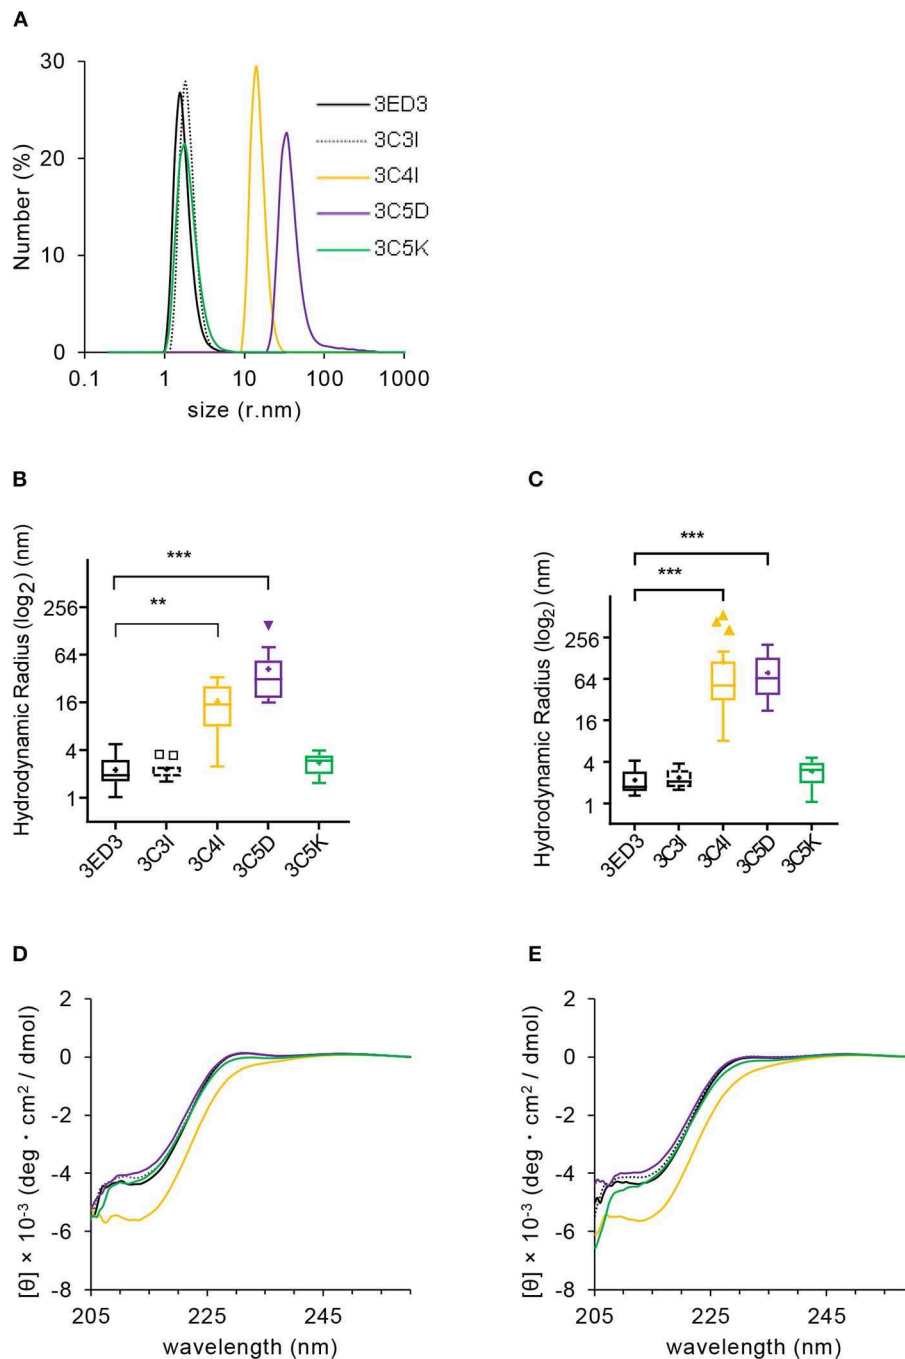 A
30
20
10
0
Number (%)
0.1 1 10 100 1000
size (r.nm)
3ED3
3C3I
3C4I
3C5D
3C5K
B
Hydrodynamic Radius (log2) (nm)
256
64
16
4
1
***
**
3ED3 3C3I 3C4I 3C5D 3C5K
C
Hydrodynamic Radius (log2) (nm)
256
64
16
4
1
***
***
3ED3 3C3I 3C4I 3C5D 3C5K
D
[θ] × 10-3 (deg・cm2 / dmol)
2
0
-2
-4
-6
-8
205 225 245
wavelength (nm)
E
[θ] × 10-3 (deg・cm2 / dmol)
2
0
-2
-4
-6
-8
205 225 245
wavelength (nm)